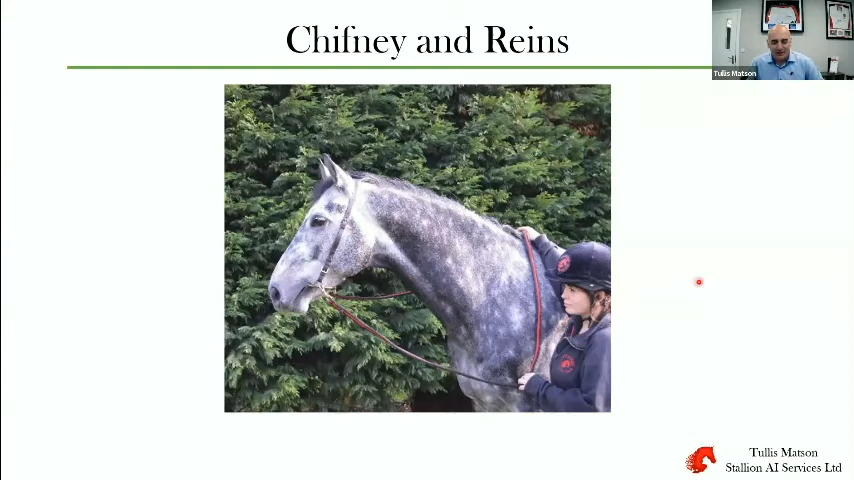 Chifney and Reins
Tullis Matson
Tullis Matson
Stallion AI Services Ltd